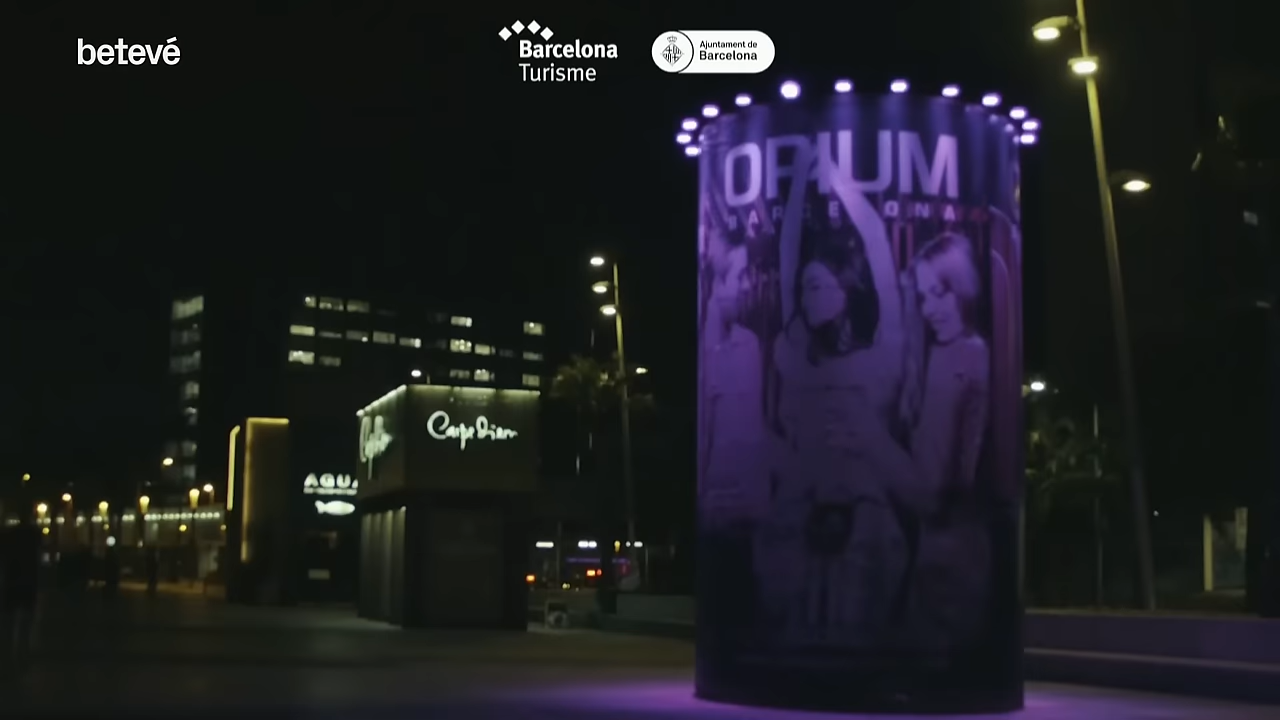 betevé
Barcelona
Turisme
Ajuntament de
Barcelona
OPIUM
BARCELONA
Carpe Diem
AGUA